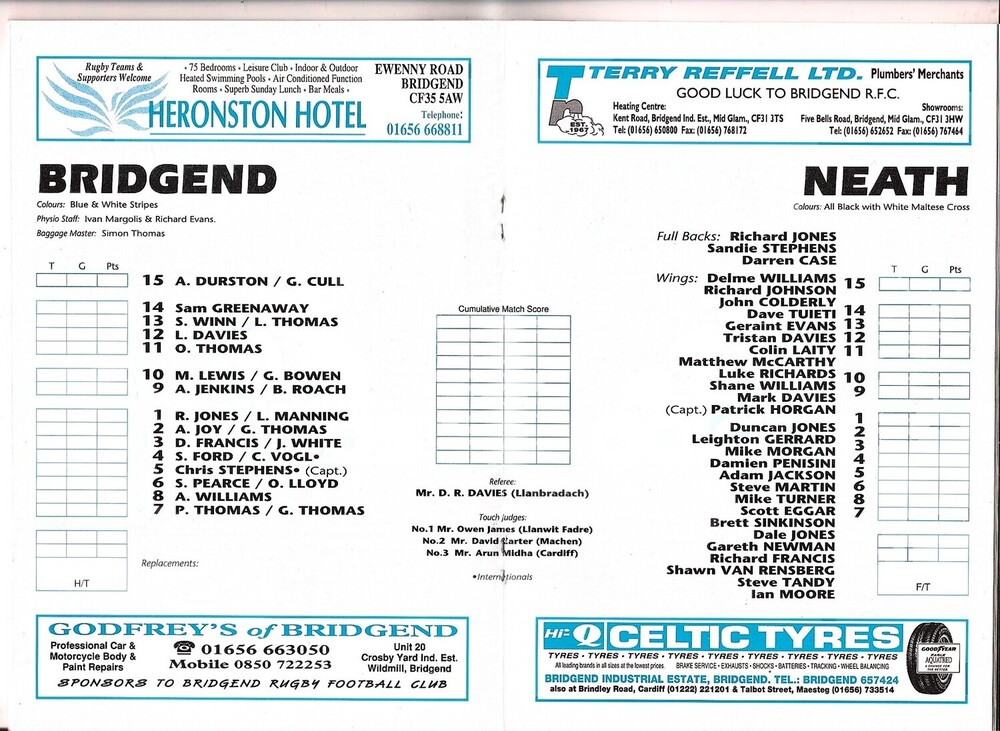 Rugby Teams &
Supporters Welcome
• 75 Bedrooms • Leisure Club • Indoor & Outdoor
Heated Swimming Pools • Air Conditioned Function
Rooms • Superb Sunday Lunch • Bar Meals •
HERONSTON HOTEL
EWENNY ROAD
BRIDGEND
CF35 5AW
Telephone:
01656 668811
BRIDGEND
Colours: Blue & White Stripes
Physio Staff: Ivan Margolis & Richard Evans.
Baggage Master: Simon Thomas
T G Pts
15 A. DURSTON / G. CULL
14 Sam GREENAWAY
13 S. WINN / L. THOMAS
12 L. DAVIES
11 O. THOMAS
10 M. LEWIS / G. BOWEN
9 A. JENKINS / B. ROACH
1 R. JONES / L. MANNING
2 A. JOY / G. THOMAS
3 D. FRANCIS / J. WHITE
4 S. FORD / C. VOGL•
5 Chris STEPHENS• (Capt.)
6 S. PEARCE / O. LLOYD
8 A. WILLIAMS
7 P. THOMAS / G. THOMAS
Replacements:
H/T
GODFREY'S of BRIDGEND
Professional Car &
Motorcycle Body &
Paint Repairs
☎ 01656 663050
Mobile 0850 722253
Unit 20
Crosby Yard Ind. Est.
Wildmill, Bridgend
SPONSORS TO BRIDGEND RUGBY FOOTBALL CLUB
Cumulative Match Score
Referee:
Mr. D. R. DAVIES (Llanbradach)
Touch Judges:
No.1 Mr. Owen James (Llanwit Fadre)
No.2 Mr. David Carter (Machen)
No.3 Mr. Arun Midha (Cardiff)
•Internationals
Tn
EST.
1967
TERRY REFFELL LTD. Plumbers' Merchants
GOOD LUCK TO BRIDGEND R.F.C.
Heating Centre:
Kent Road, Bridgend Ind. Est., Mid Glam., CF31 3TS
Tel: (01656) 650800 Fax: (01656) 768172
Showrooms:
Five Bells Road, Bridgend, Mid Glam., CF31 3HW
Tel: (01656) 652652 Fax: (01656) 767464
NEATH
Colours: All Black with White Maltese Cross
Full Backs: Richard JONES
Sandie STEPHENS
Darren CASE
T G Pts
Wings: Delme WILLIAMS 15
Richard JOHNSON
John COLDERLY
Dave TUIETI 14
Geraint EVANS 13
Tristan DAVIES 12
Colin LAITY 11
Matthew McCARTHY
Luke RICHARDS 10
Shane WILLIAMS 9
Mark DAVIES
(Capt.) Patrick HORGAN
1
Duncan JONES 2
Leighton GERRARD 3
Mike MORGAN
Damien PENISINI 4
Adam JACKSON 5
Steve MARTIN 6
Mike TURNER 8
Scott EGGAR 7
Brett SINKINSON
Dale JONES
Gareth NEWMAN
Richard FRANCIS
Shawn VAN RENSBERG
Steve TANDY
Ian MOORE
F/T
Hi-Q CELTIC TYRES
TYRES • TYRES • TYRES • TYRES • TYRES • TYRES • TYRES • TYRES
All leading brands in all sizes at the lowest prices BRAKE SERVICE • EXHAUSTS • SHOCKS • BATTERIES • TRACKING • WHEEL BALANCING
BRIDGEND INDUSTRIAL ESTATE, BRIDGEND. TEL.: BRIDGEND 657424
also at Brindley Road, Cardiff (01222) 221201 & Talbot Street, Maesteg (01656) 733514
GOODYEAR
EAGLE
AQUATRED